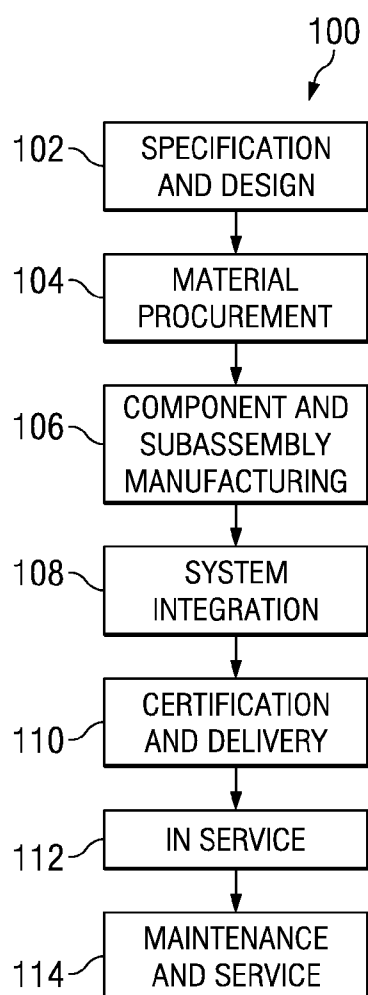 100
102
SPECIFICATION
AND DESIGN
104
MATERIAL
PROCUREMENT
106
COMPONENT AND
SUBASSEMBLY
MANUFACTURING
108
SYSTEM
INTEGRATION
110
CERTIFICATION
AND DELIVERY
112
IN SERVICE
114
MAINTENANCE
AND SERVICE